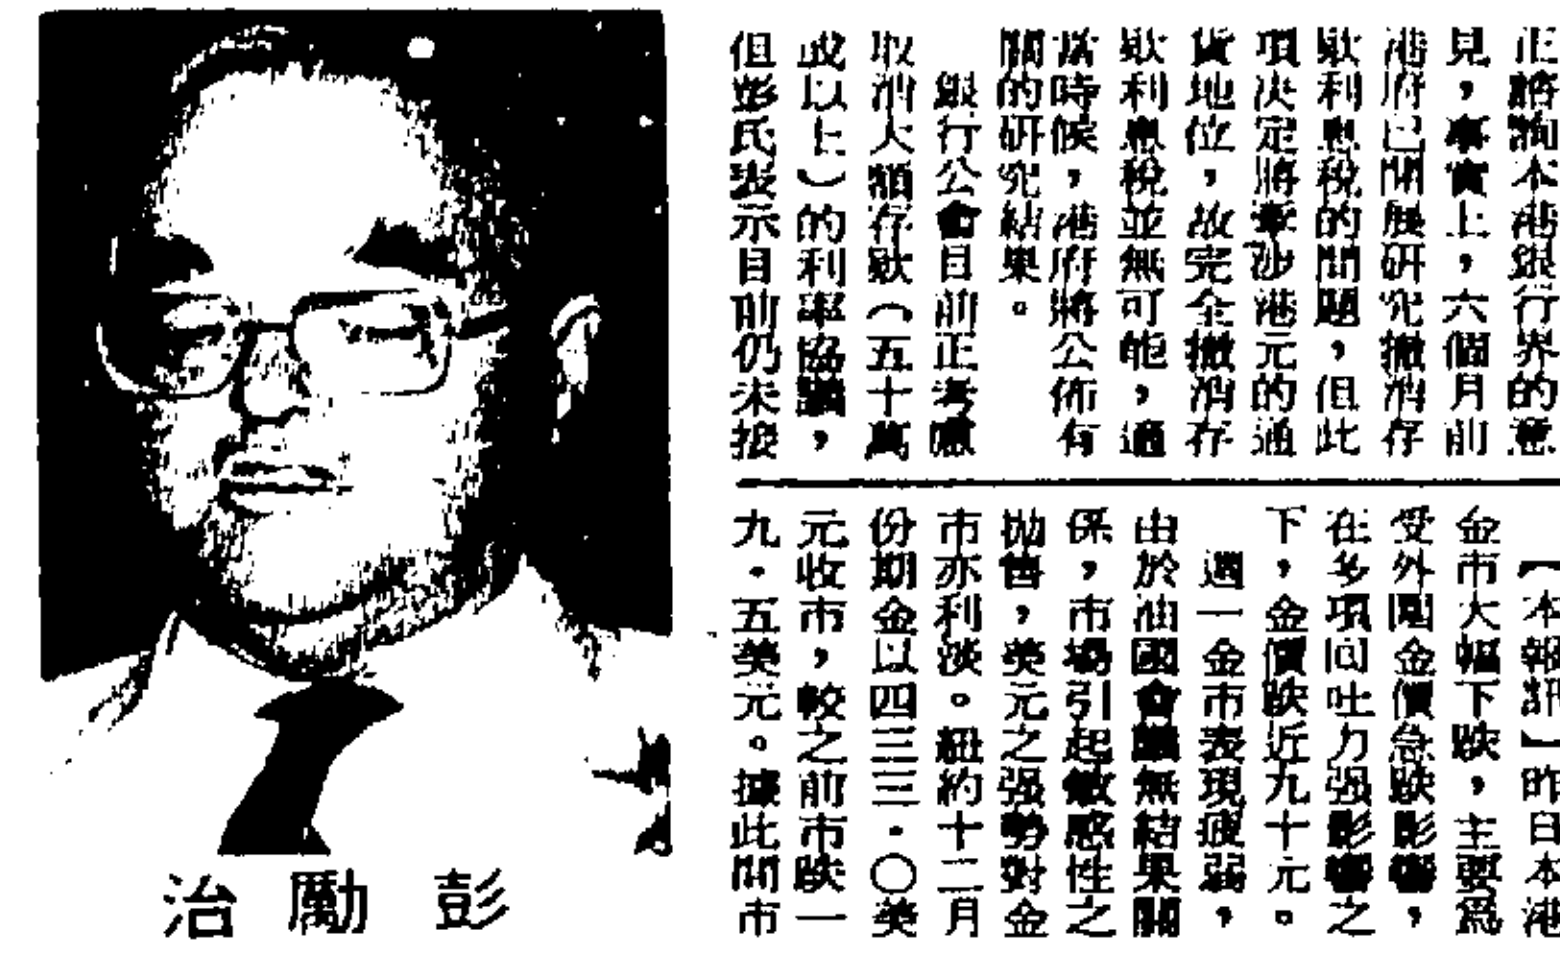 正諮詢本港銀行界的意
見，事實上，六個月前
港府已開展研究撤消存
欵利息稅的問題，但此
項决定將牽涉港元的通
貨地位，故完全撤消存
欵利息稅並無可能，適
當時候，港府將公佈有
關的研究結果。
銀行公會目前正考慮
取消大額存欵（五十萬
或以上）的利率協議，
但彭氏表示目前仍未接
【本報訊】昨日本港
金市大幅下跌，主要爲
受外圍金價急跌影響，
在多項回吐力强影響之
下，金價跌近九十元。
週一金市表現疲弱，
由於油國會議無結果關
係，市場引起敏感性之
拋售，美元之强勢對金
市亦利淡。紐約十二月
份期金以四三三・〇美
元收市，較之前市跌一
九・五美元。據此間市
彭勵治